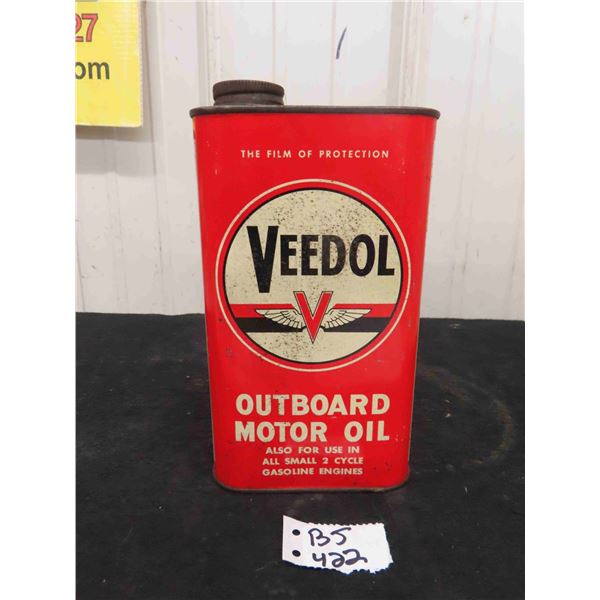 27
om
THE FILM OF PROTECTION
VEEDOL
V
OUTBOARD
MOTOR OIL
ALSO FOR USE IN
ALL SMALL 2 CYCLE
GASOLINE ENGINES
BJ
422